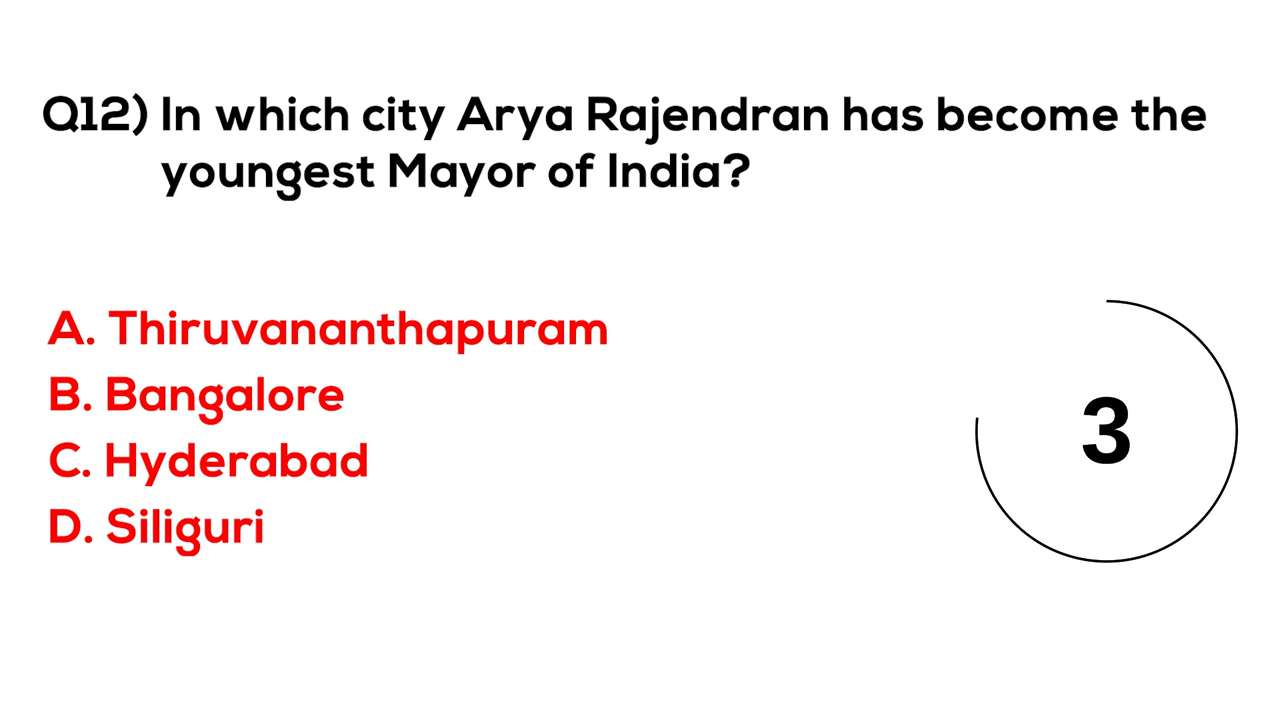 Q12) In which city Arya Rajendran has become the
youngest Mayor of India?
A. Thiruvananthapuram
B. Bangalore
C. Hyderabad
D. Siliguri
3